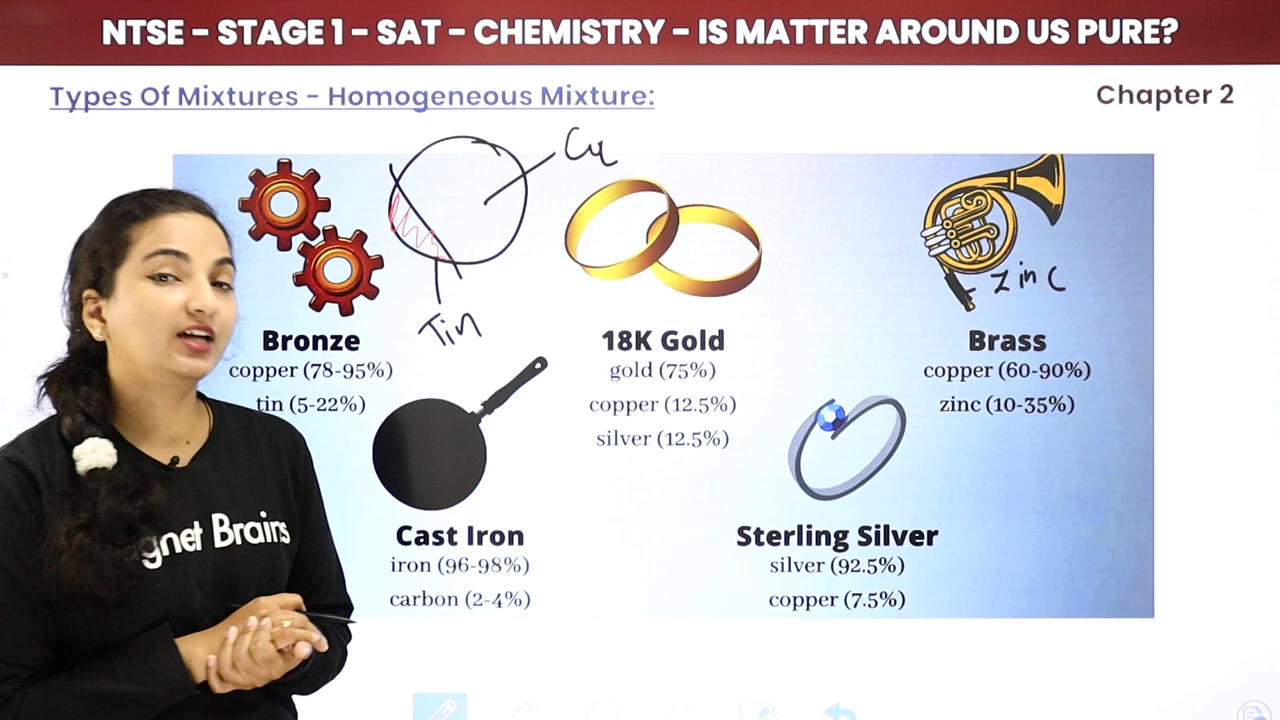 NTSE – STAGE 1 – SAT – CHEMISTRY – IS MATTER AROUND US PURE?
Types Of Mixtures – Homogeneous Mixture:
Chapter 2
Cu
Tin
Zinc
Bronze
copper (78-95%)
tin (5-22%)
18K Gold
gold (75%)
copper (12.5%)
silver (12.5%)
Brass
copper (60-90%)
zinc (10-35%)
Cast Iron
iron (96-98%)
carbon (2-4%)
Sterling Silver
silver (92.5%)
copper (7.5%)
gnet Brains